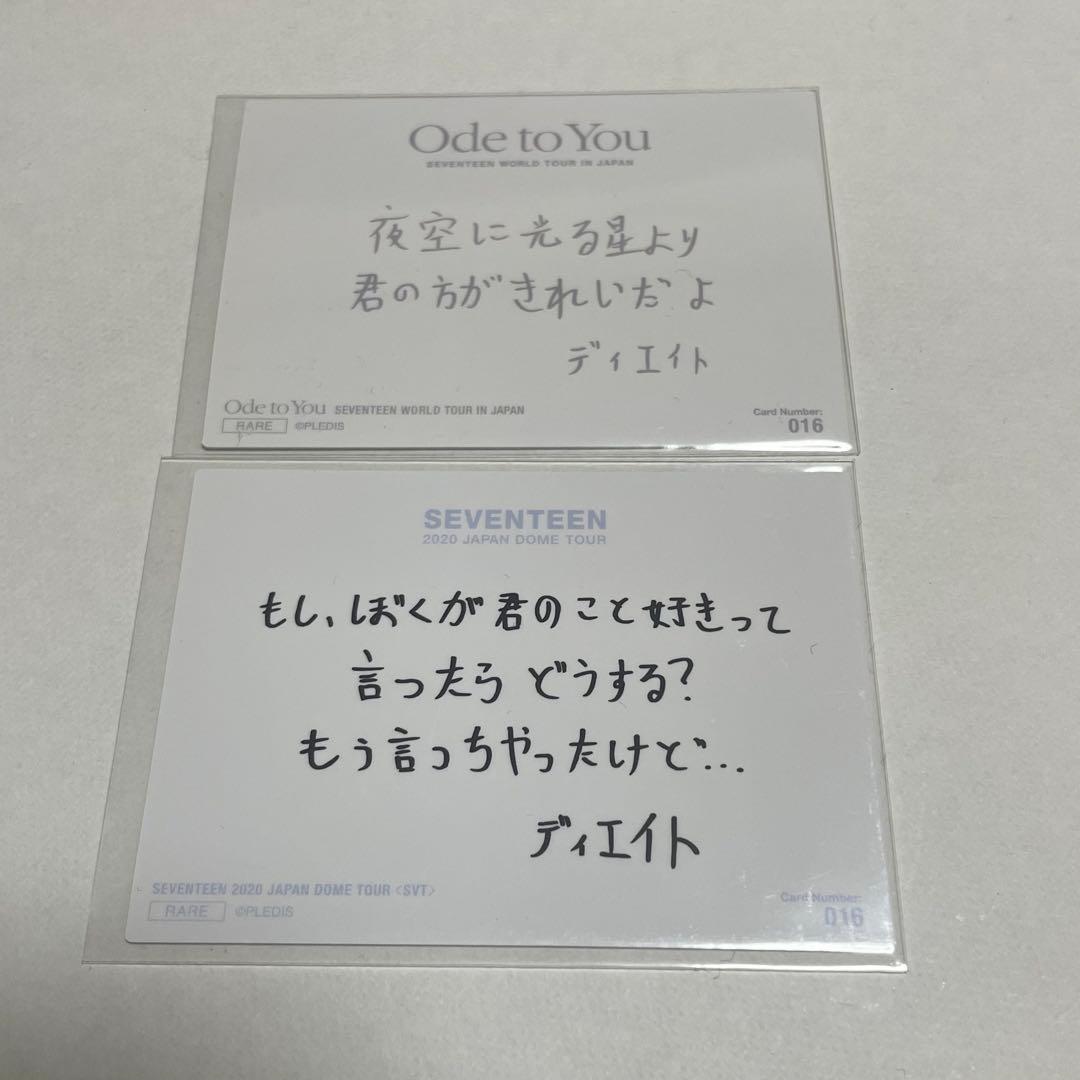 Ode to You
SEVENTEEN WORLD TOUR IN JAPAN
夜空に光る星より
君の方がきれいだよ
ディエイト
Ode to You SEVENTEEN WORLD TOUR IN JAPAN
RARE ©PLEDIS
Card Number:
016
SEVENTEEN
2020 JAPAN DOME TOUR
もし、ぼくが君のこと好きって
言ったらどうする?
もう言っちやったけど...
ディエイト
SEVENTEEN 2020 JAPAN DOME TOUR <SVT>
RARE ©PLEDIS
Card Number:
016